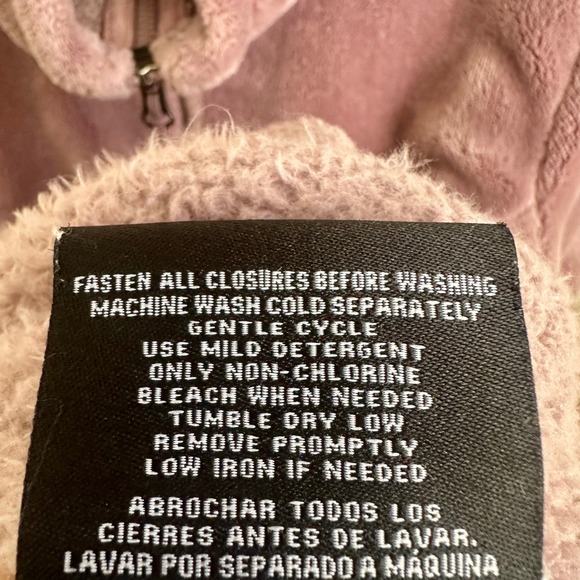 FASTEN ALL CLOSURES BEFORE WASHING
MACHINE WASH COLD SEPARATELY
GENTLE CYCLE
USE MILD DETERGENT
ONLY NON-CHLORINE
BLEACH WHEN NEEDED
TUMBLE DRY LOW
REMOVE PROMPTLY
LOW IRON IF NEEDED
ABROCHAR TODOS LOS
CIERRES ANTES DE LAVAR.
LAVAR POR SEPARADO A MÁQUINA